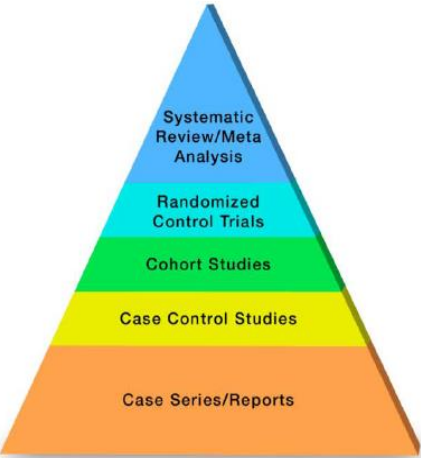 Systematic
Review/Meta
Analysis
Randomized
Control Trials
Cohort Studies
Case Control Studies
Case Series/Reports